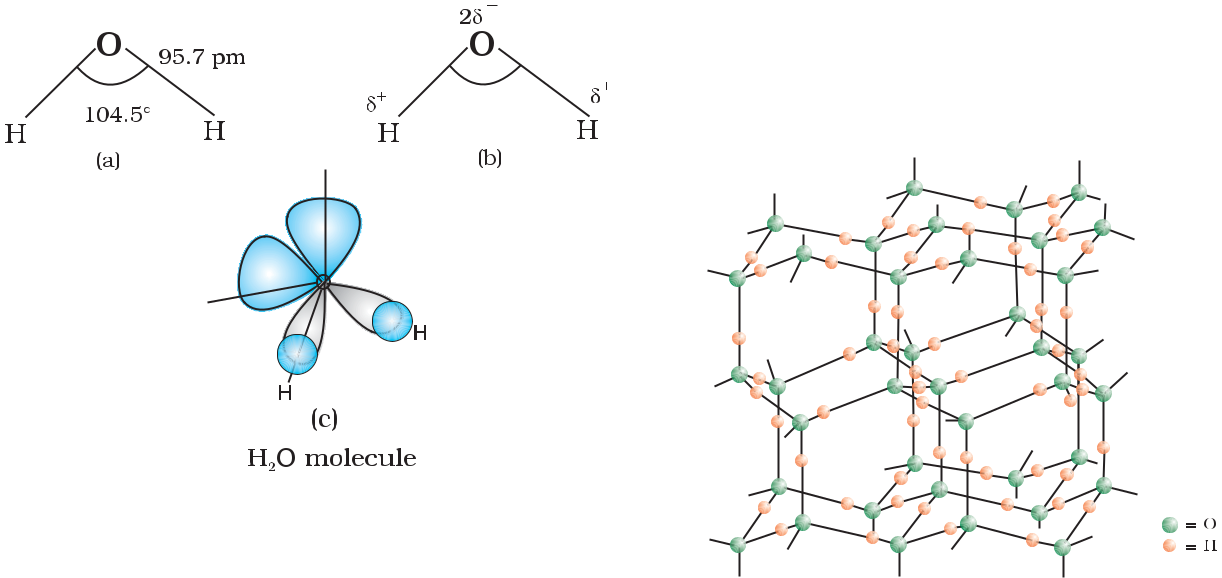 O
95.7 pm
104.5°
H
H
(a)
2δ⁻
O
δ⁺
δ⁺
H
H
(b)
H
H
(c)
H₂O molecule
= O
= H